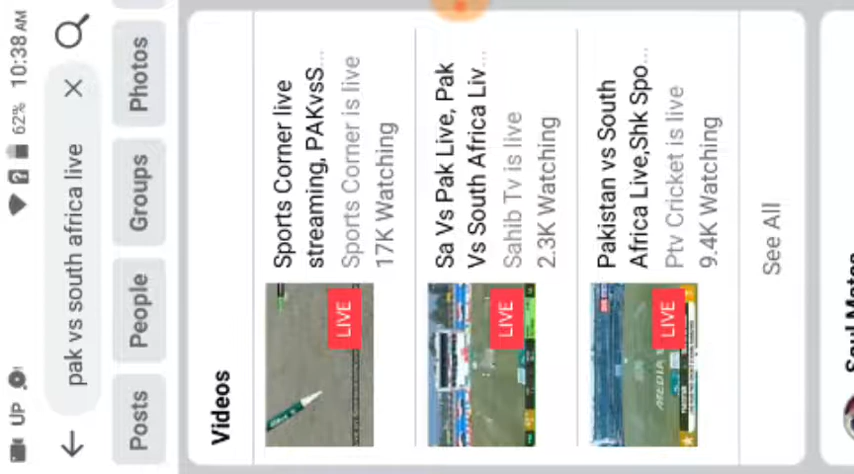 UP 62% 10:38 AM
pak vs south africa live
Posts People Groups Photos
Videos
LIVE
Sports Corner live
streaming, PAKvsS...
Sports Corner is live
17K Watching
LIVE
Sa Vs Pak Live, Pak
Vs South Africa Liv...
Sahib Tv is live
2.3K Watching
LIVE
Pakistan vs South
Africa Live,Shk Spo...
Ptv Cricket is live
9.4K Watching
See All